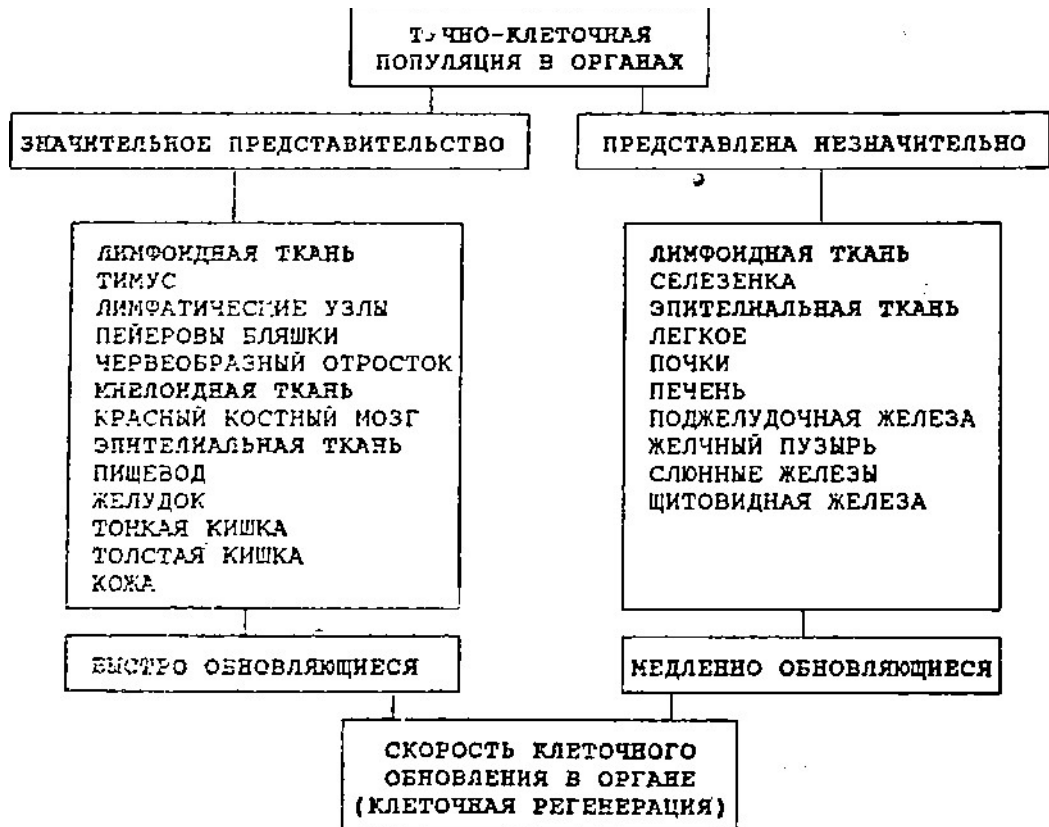 ТУЧНО-КЛЕТОЧНАЯ
ПОПУЛЯЦИЯ В ОРГАНАХ
ЗНАЧИТЕЛЬНОЕ ПРЕДСТАВИТЕЛЬСТВО
ПРЕДСТАВЛЕНА НЕЗНАЧИТЕЛЬНО
ЛИМФОИДНАЯ ТКАНЬ
ТИМУС
ЛИМФАТИЧЕСКИЕ УЗЛЫ
ПЕЙЕРОВЫ БЛЯШКИ
ЧЕРВЕОБРАЗНЫЙ ОТРОСТОК
МИЕЛОИДНАЯ ТКАНЬ
КРАСНЫЙ КОСТНЫЙ МОЗГ
ЭПИТЕЛИАЛЬНАЯ ТКАНЬ
ПИЩЕВОД
ЖЕЛУДОК
ТОНКАЯ КИШКА
ТОЛСТАЯ КИШКА
КОЖА
ЛИМФОИДНАЯ ТКАНЬ
СЕЛЕЗЕНКА
ЭПИТЕЛИАЛЬНАЯ ТКАНЬ
ЛЕГКОЕ
ПОЧКИ
ПЕЧЕНЬ
ПОДЖЕЛУДОЧНАЯ ЖЕЛЕЗА
ЖЕЛЧНЫЙ ПУЗЫРЬ
СЛЮННЫЕ ЖЕЛЕЗЫ
ЩИТОВИДНАЯ ЖЕЛЕЗА
БЫСТРО ОБНОВЛЯЮЩИЕСЯ
МЕДЛЕННО ОБНОВЛЯЮЩИЕСЯ
СКОРОСТЬ КЛЕТОЧНОГО
ОБНОВЛЕНИЯ В ОРГАНЕ
(КЛЕТОЧНАЯ РЕГЕНЕРАЦИЯ)